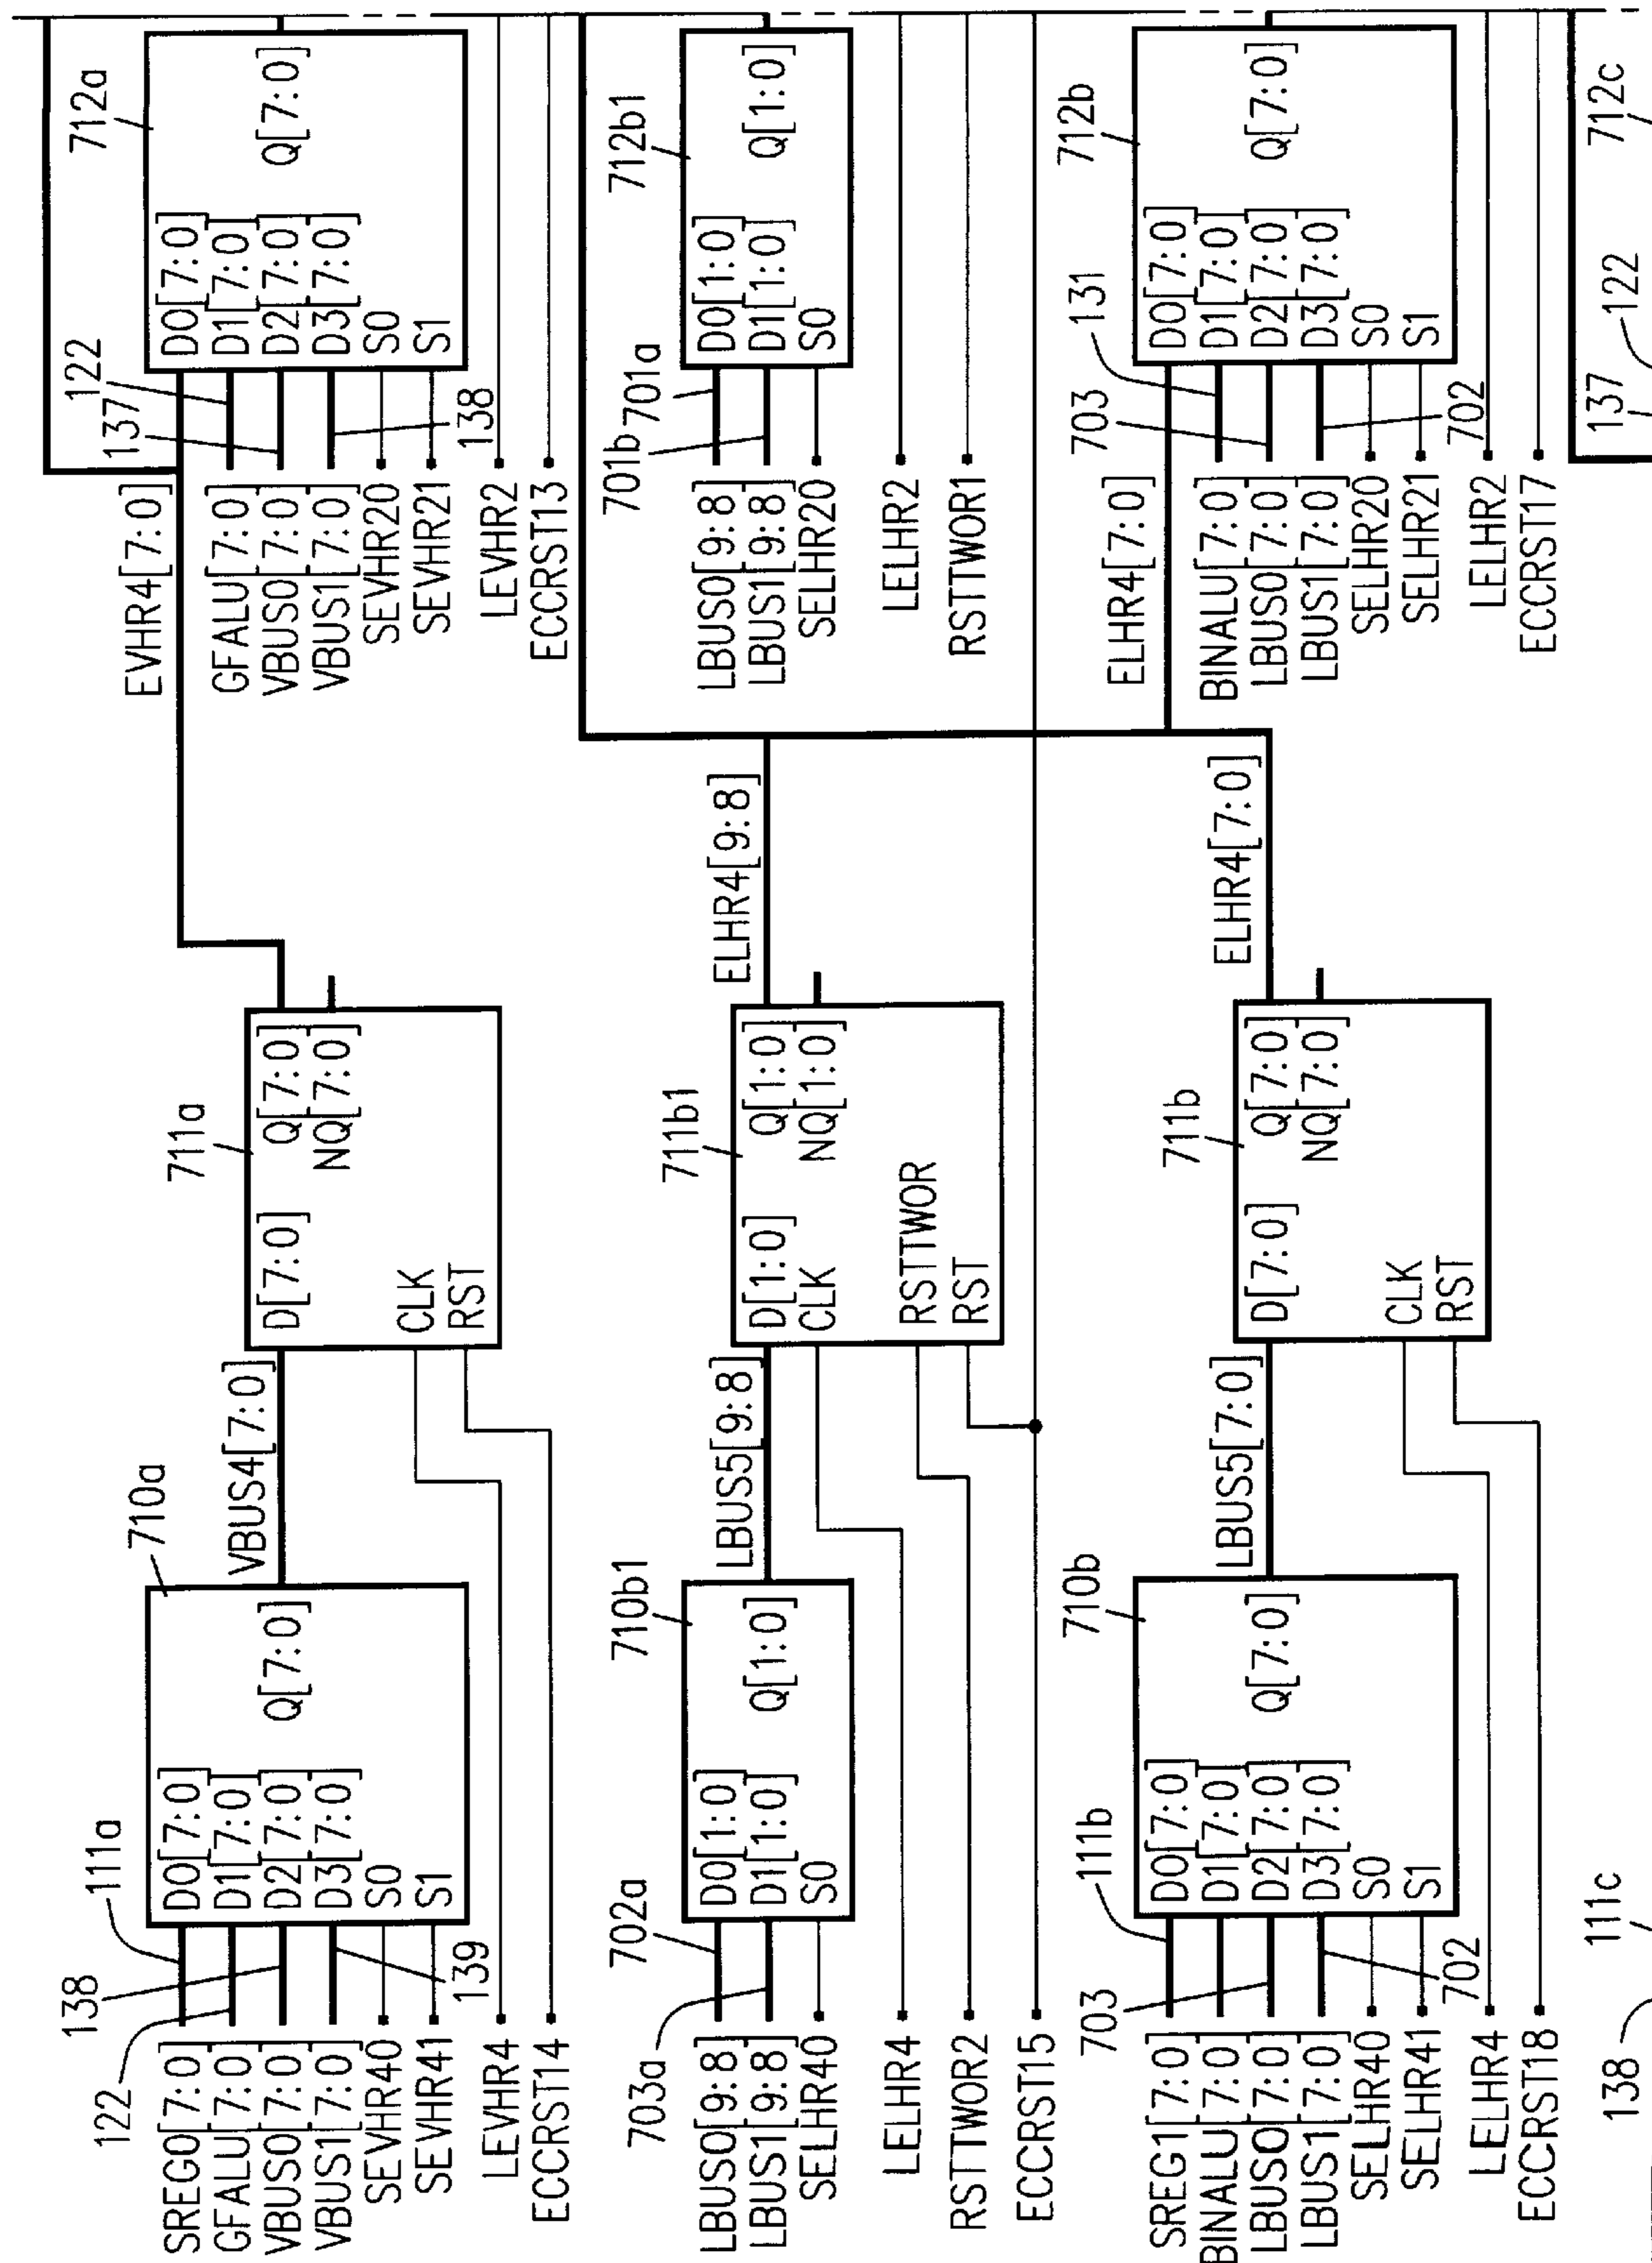 710a
111a
138
122
SREG0[7:0]
GFALU[7:0]
VBUS0[7:0]
VBUS1[7:0]
SEVHR40
SEVHR41
139
LEVHR4
ECCRST14
D0[7:0]
D1[7:0]
D2[7:0]
D3[7:0]
S0
S1
Q[7:0]
VBUS4[7:0]
711a
D[7:0]
Q[7:0]
NQ[7:0]
CLK
RST
EVHR4[7:0]
712a
122
137
GFALU[7:0]
VBUS0[7:0]
VBUS1[7:0]
SEVHR20
SEVHR21
138
LEVHR2
ECCRST13
D0[7:0]
D1[7:0]
D2[7:0]
D3[7:0]
S0
S1
Q[7:0]
710b1
702a
703a
LBUS0[9:8]
LBUS1[9:8]
SELHR40
LELHR4
RSTTWOR2
ECCRST15
D0[1:0]
D1[1:0]
S0
Q[1:0]
LBUS5[9:8]
711b1
D[1:0]
CLK
Q[1:0]
NQ[1:0]
RSTTWOR
RST
ELHR4[9:8]
712b1
701a
701b
LBUS0[9:8]
LBUS1[9:8]
SELHR20
LELHR2
RSTTWOR1
D0[1:0]
D1[1:0]
S0
Q[1:0]
710b
111b
703
SREG1[7:0]
BINALU[7:0]
LBUS0[7:0]
LBUS1[7:0]
SELHR40
SELHR41
702
LELHR4
ECCRST18
D0[7:0]
D1[7:0]
D2[7:0]
D3[7:0]
S0
S1
Q[7:0]
LBUS5[7:0]
711b
D[7:0]
Q[7:0]
NQ[7:0]
CLK
RST
ELHR4[7:0]
ELHR4[7:0]
712b
131
703
BINALU[7:0]
LBUS0[7:0]
LBUS1[7:0]
SELHR20
SELHR21
702
LELHR2
ECCRST17
D0[7:0]
D1[7:0]
D2[7:0]
D3[7:0]
S0
S1
Q[7:0]
138
111c
137
122
712c